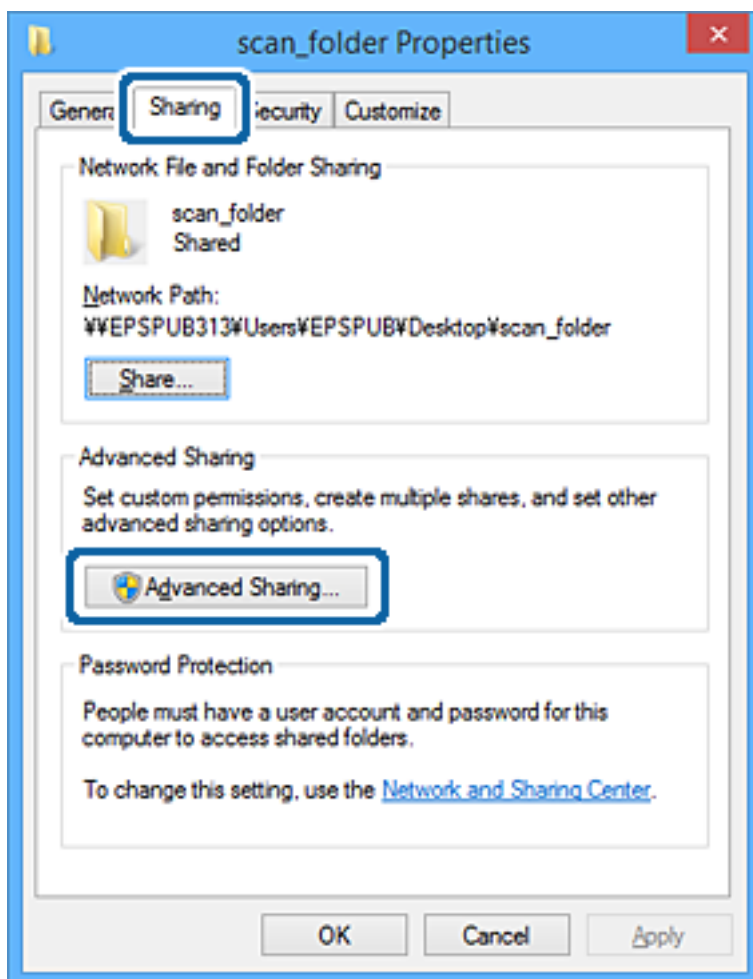 scan_folder Properties
General Sharing Security Customize
Network File and Folder Sharing
scan_folder
Shared
Network Path:
¥¥EPSPUB313¥Users¥EPSPUB¥Desktop¥scan_folder
Share...
Advanced Sharing
Set custom permissions, create multiple shares, and set other
advanced sharing options.
Advanced Sharing...
Password Protection
People must have a user account and password for this
computer to access shared folders.
To change this setting, use the Network and Sharing Center.
OK Cancel Apply